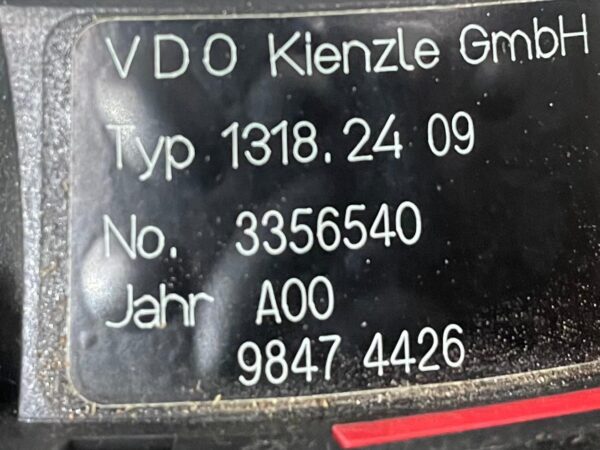 VDO Kienzle GmbH
Typ 1318.24 09
No. 3356540
Jahr A00
9847 4426